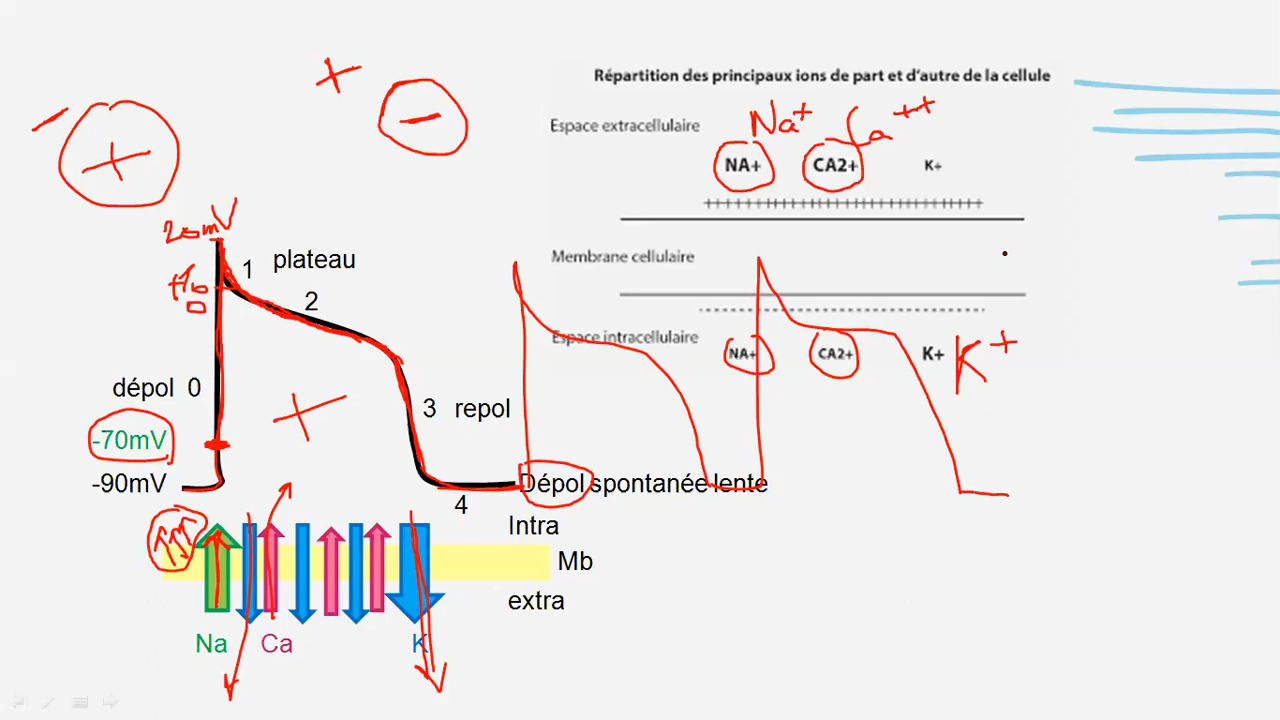 +
−
−
+
Répartition des principaux ions de part et d'autre de la cellule
Espace extracellulaire
Na+ Ca++
NA+ CA2+ K+
Membrane cellulaire
Espace intracellulaire
NA+ CA2+ K+ K+
20mV
1 plateau
0
2
dépol 0
+
3 repol
-70mV
-90mV
4
Dépol spontanée lente
Intra
Mb
extra
Na Ca K